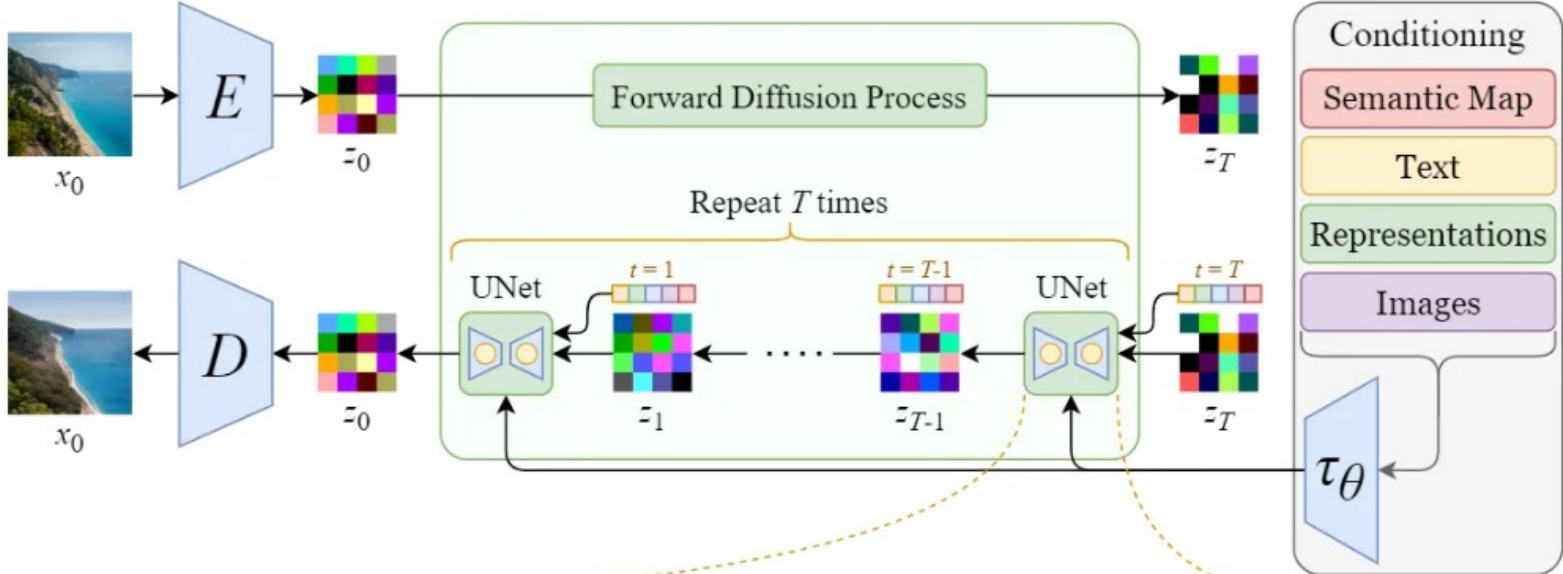 E
Forward Diffusion Process
x0
z0
zT
Repeat T times
UNet
t = 1
t = T-1
UNet
t = T
D
x0
z0
z1
....
zT-1
zT
Conditioning
Semantic Map
Text
Representations
Images
τθ